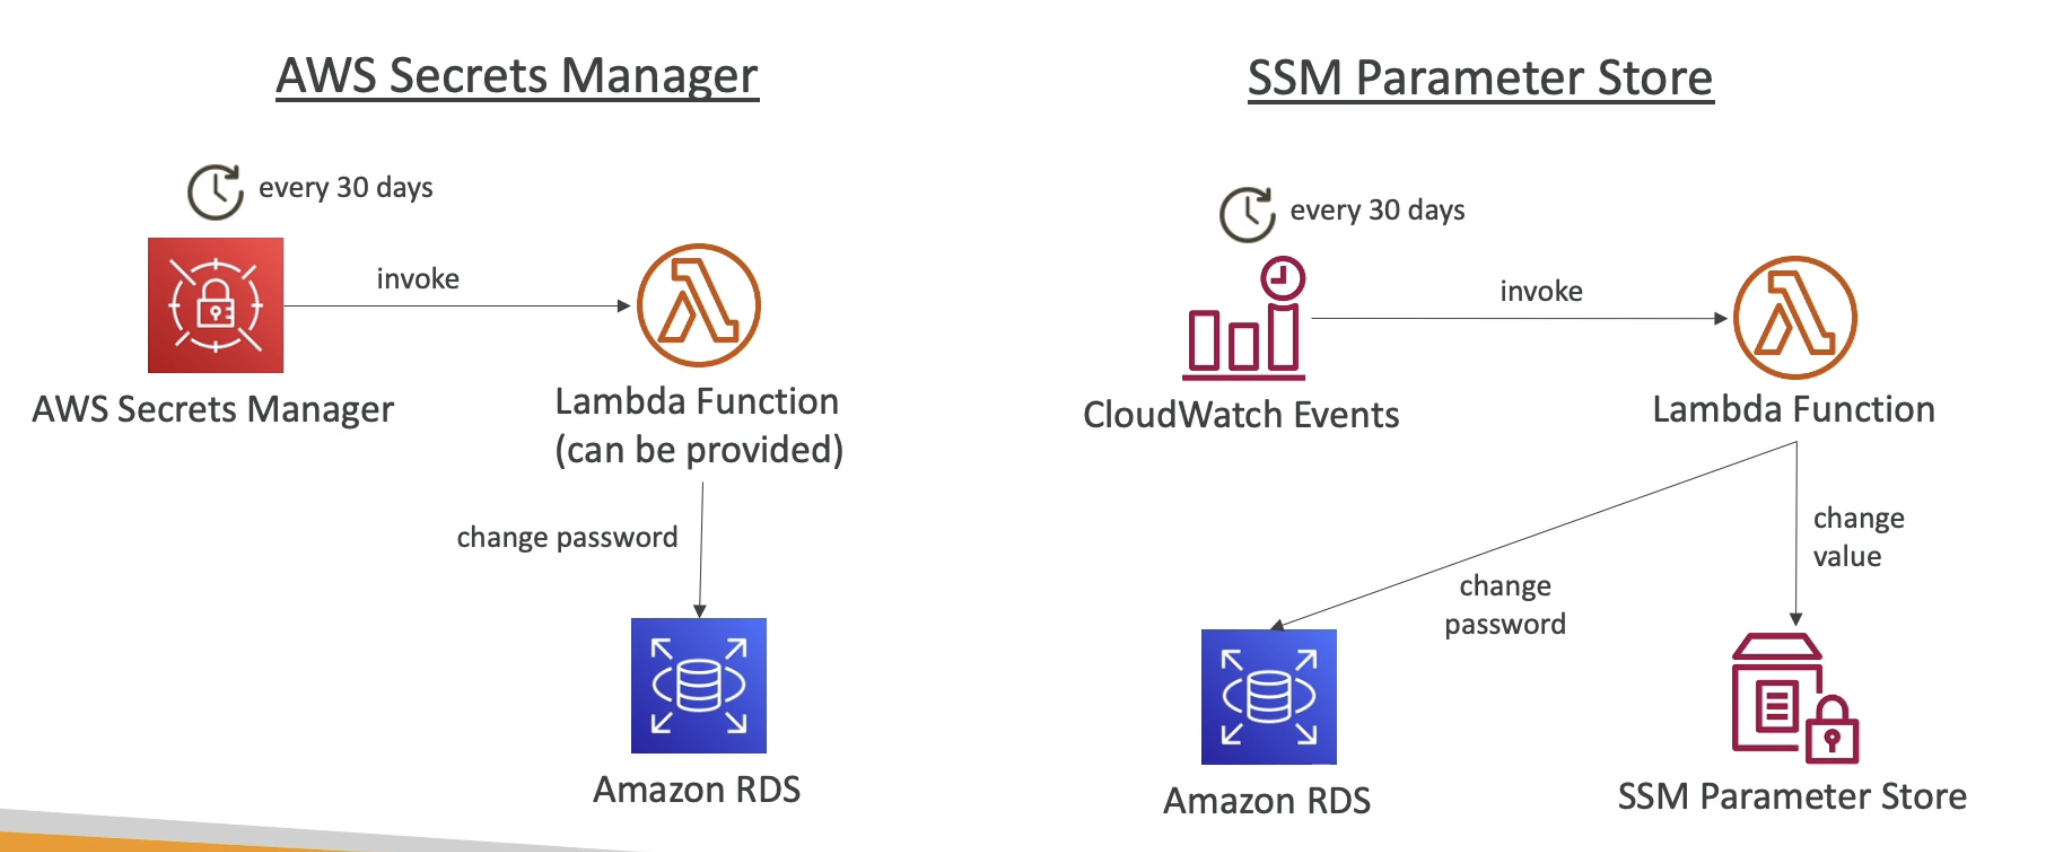 AWS Secrets Manager
every 30 days
invoke
AWS Secrets Manager
Lambda Function
(can be provided)
change password
Amazon RDS
SSM Parameter Store
every 30 days
invoke
CloudWatch Events
Lambda Function
change
value
change
password
Amazon RDS
SSM Parameter Store